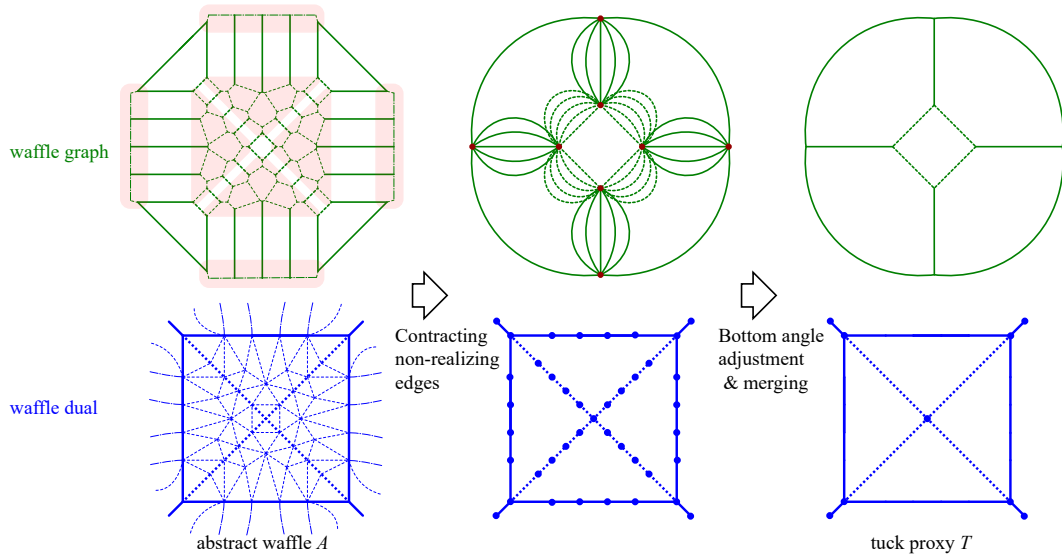 waffle graph
Contracting
non-realizing
edges
Bottom angle
adjustment
& merging
waffle dual
abstract waffle A
tuck proxy T